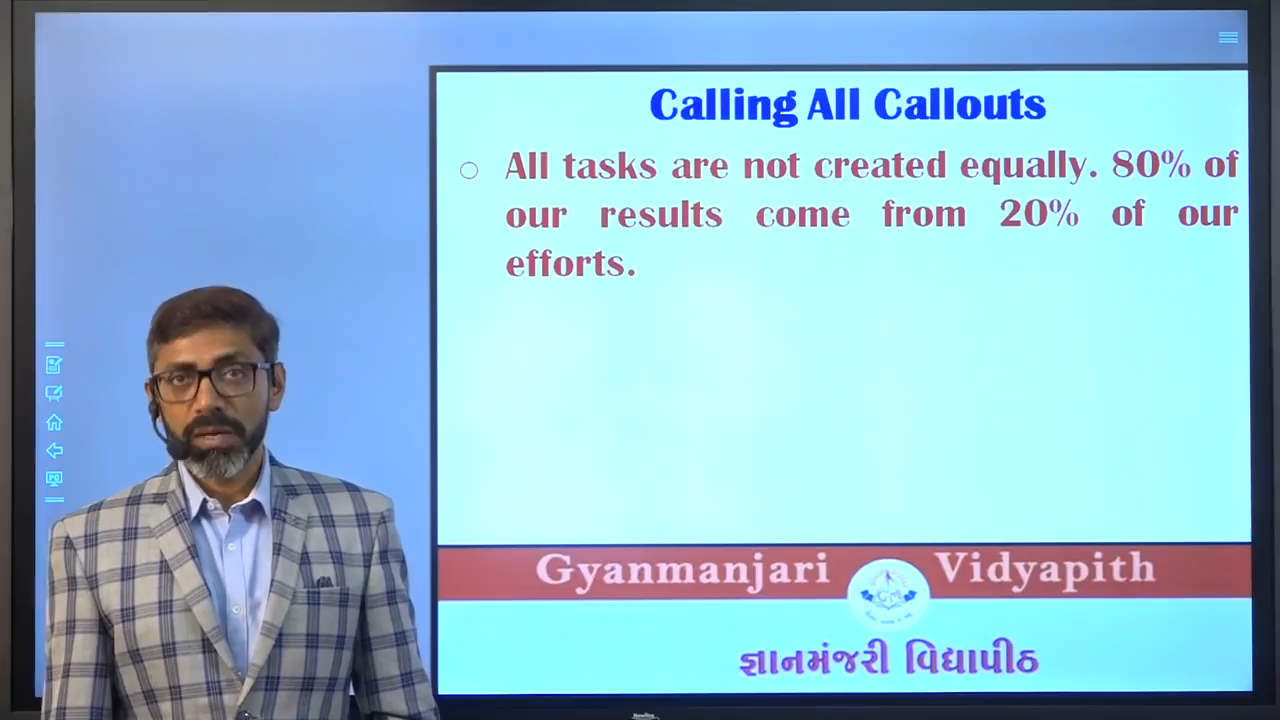 Calling All Callouts
All tasks are not created equally. 80% of
our results come from 20% of our
efforts.
Gyanmanjari Vidyapith
જ્ઞાનમંજરી વિદ્યાપીઠ